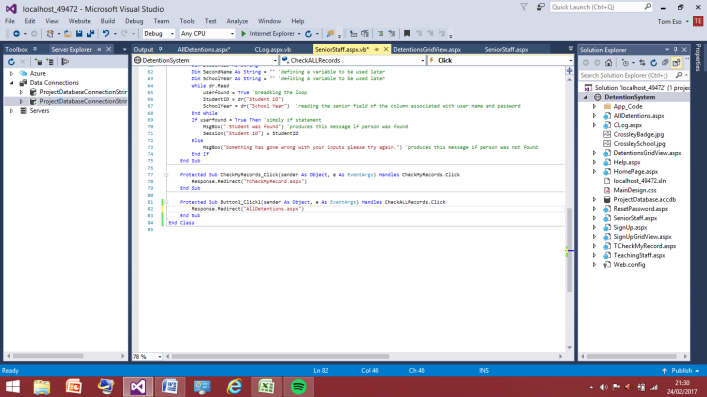 localhost_49472 - Microsoft Visual Studio
Quick Launch (Ctrl+Q)
File Edit View Website Build Debug Team Tools Test Analyze Window Help
Tom Eso
TE
Debug Any CPU Internet Explorer
Toolbox Server Explorer
Azure
Data Connections
ProjectDatabaseConnectionStrin
ProjectDatabaseConnectionStrin
Servers
Output AllDetentions.aspx* CLog.aspx.vb SeniorStaff.aspx.vb* DetentionsGridView.aspx SeniorStaff.aspx
DetentionSystem CheckALLRecords Click
62 Dim SecondName As String = "" 'defining a variable to be used later
63 Dim SchoolYear As String = "" 'defining a variable to be used later
64 While dr.Read
65 userfound = True 'breadking the loop
66 StudentID = dr("Student ID")
67 SchoolYear = dr("School Year") 'reading the senior field of the column associated with user name and password
68 End While
69 If userfound = True Then 'simply if statement
70 MsgBox(" Student was found") 'produces this message if person was found
71 Session("Student ID") = StudentID
72 Else
73 MsgBox("Something has gone wrong with your inputs please try again.") 'produces this message if person was not found
74 End If
75 End Sub
76
77 Protected Sub CheckMyRecords_Click(sender As Object, e As EventArgs) Handles CheckMyRecords.Click
78 Response.Redirect("TCheckMyRecord.aspx")
79 End Sub
80
81 Protected Sub Button1_Click1(sender As Object, e As EventArgs) Handles CheckALLRecords.Click
82 Response.Redirect("AllDetentions.aspx")
83 End Sub
84 End Class
85
78 %
Solution Explorer
Search Solution Explorer (Ctrl+;)
Solution 'localhost_49472' (1 projec
DetentionSystem
App_Code
AllDetentions.aspx
CLog.aspx
CrossleyBadge.jpg
CrossleySchool.jpg
DetentionsGridView.aspx
Help.aspx
HomePage.aspx
localhost_49472.sln
MainDesign.css
ProjectDatabase.accdb
ResetPassword.aspx
SeniorStaff.aspx
SignUp.aspx
SignUpGridView.aspx
TCheckMyRecord.aspx
TeachingStaff.aspx
Web.config
Properties
Ready Ln 82 Col 46 Ch 46 INS Publish
21:30
24/02/2017